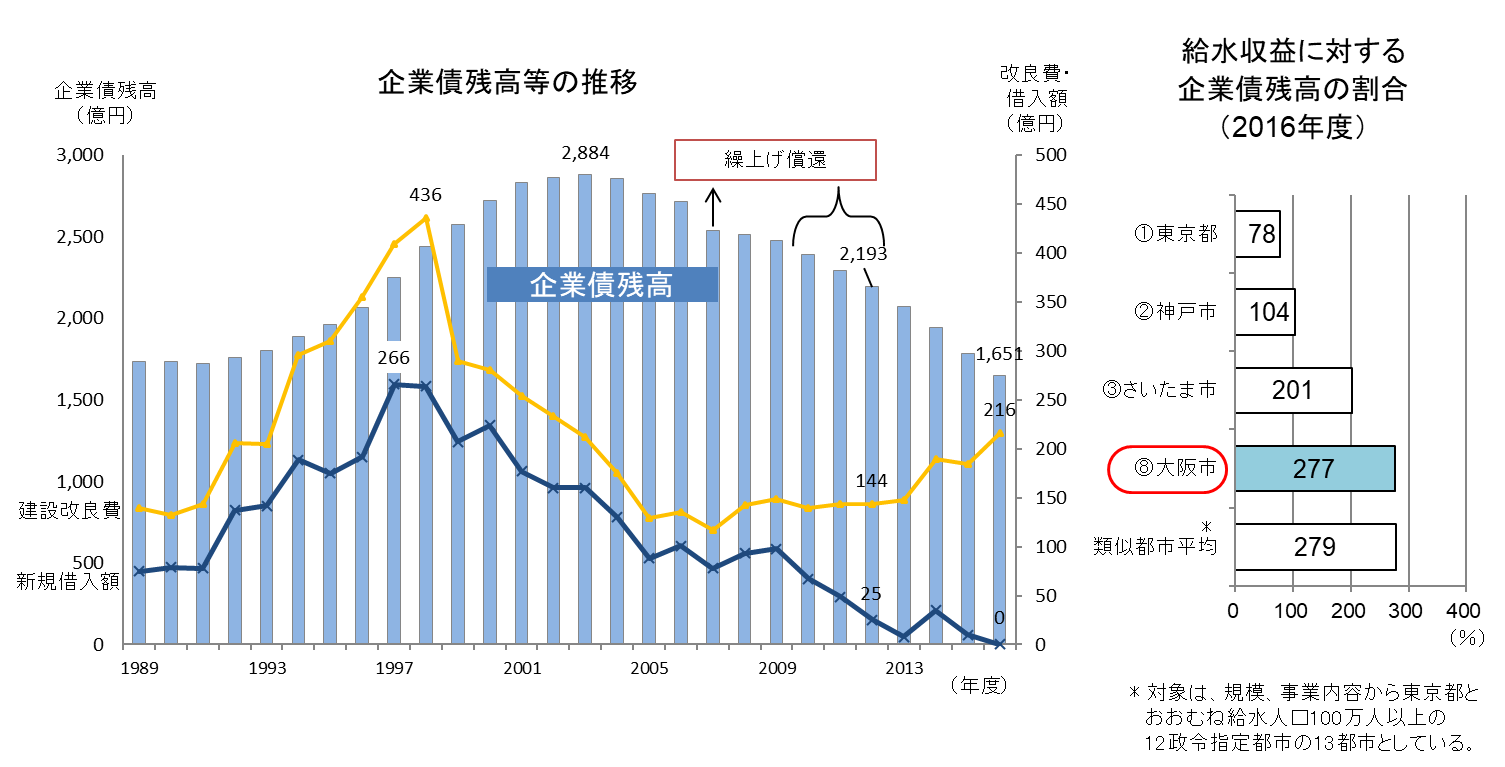 企業債残高等の推移
企業債残高
（億円）
改良費・
借入額
（億円）
3,000
2,500
2,000
1,500
1,000
500
0
建設改良費
新規借入額
500
450
400
350
300
250
200
150
100
50
0
繰上げ償還
2,884
436
2,193
企業債残高
266
1,651
216
144
25
0
1989
1993
1997
2001
2005
2009
2013
（年度）
給水収益に対する
企業債残高の割合
（2016年度）
①東京都
78
②神戸市
104
③さいたま市
201
⑧大阪市
277
＊
類似都市平均
279
0
100
200
300
400
（%）
＊ 対象は、規模、事業内容から東京都と
おおむね給水人口100万人以上の
12政令指定都市の13都市としている。